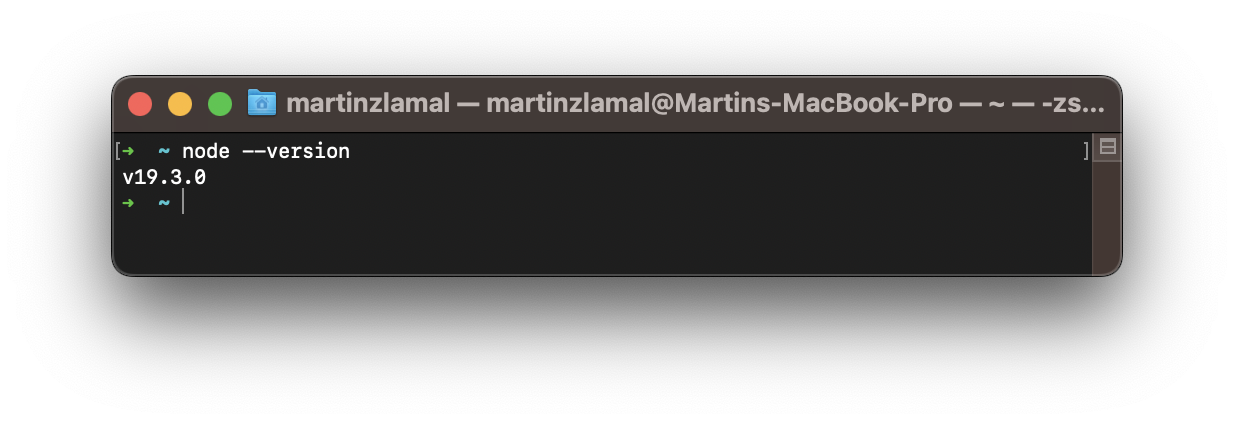 martinzlamal — martinzlamal@Martins-MacBook-Pro — ~ — -zs...
[➜  ~ node --version ]
v19.3.0
➜  ~